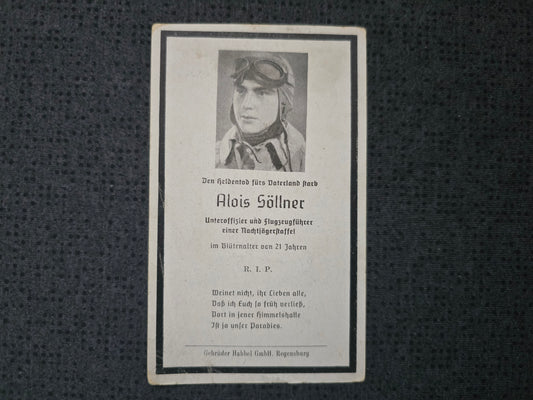 Den Heldentod fürs Vaterland starb
Alois Söllner
Unteroffizier und Flugzeugführer
einer Nachtjägerstaffel
im Blütenalter von 21 Jahren
R. I. P.
Weinet nicht, ihr Lieben alle,
Daß ich Euch so früh verließ,
Dort in jener Himmelshalle
Ist ja unser Paradies.
Gebrüder Habbel GmbH. Regensburg